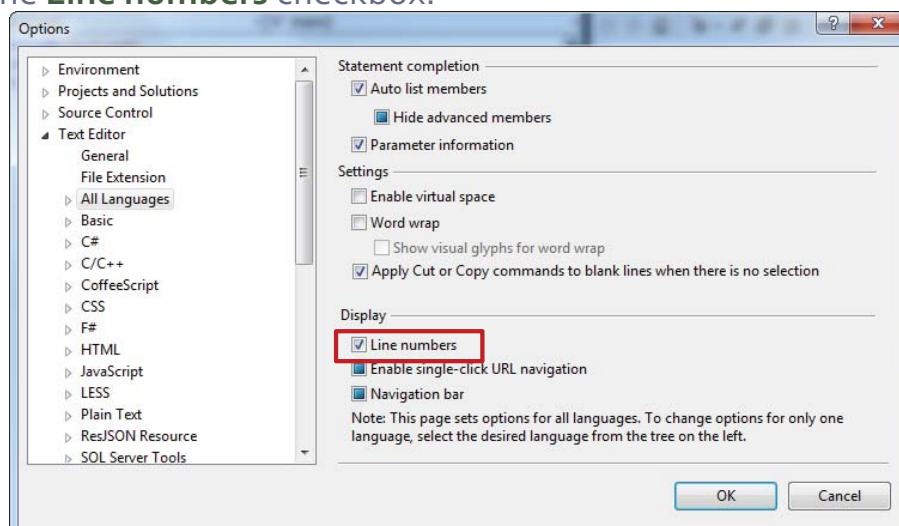 Line numbers checkbox.
Options
Environment
Projects and Solutions
Source Control
Text Editor
General
File Extension
All Languages
Basic
C#
C/C++
CoffeeScript
CSS
F#
HTML
JavaScript
LESS
Plain Text
ResJSON Resource
SQL Server Tools
Statement completion
Auto list members
Hide advanced members
Parameter information
Settings
Enable virtual space
Word wrap
Show visual glyphs for word wrap
Apply Cut or Copy commands to blank lines when there is no selection
Display
Line numbers
Enable single-click URL navigation
Navigation bar
Note: This page sets options for all languages. To change options for only one
language, select the desired language from the tree on the left.
OK
Cancel